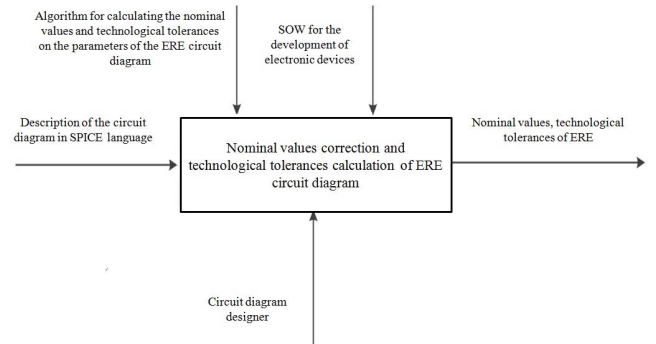 Algorithm for calculating the nominal
values and technological tolerances
on the parameters of the ERE circuit
diagram
SOW for the
development of
electronic devices
Description of the circuit
diagram in SPICE language
Nominal values correction and
technological tolerances calculation of ERE
circuit diagram
Nominal values, technological
tolerances of ERE
Circuit diagram
designer